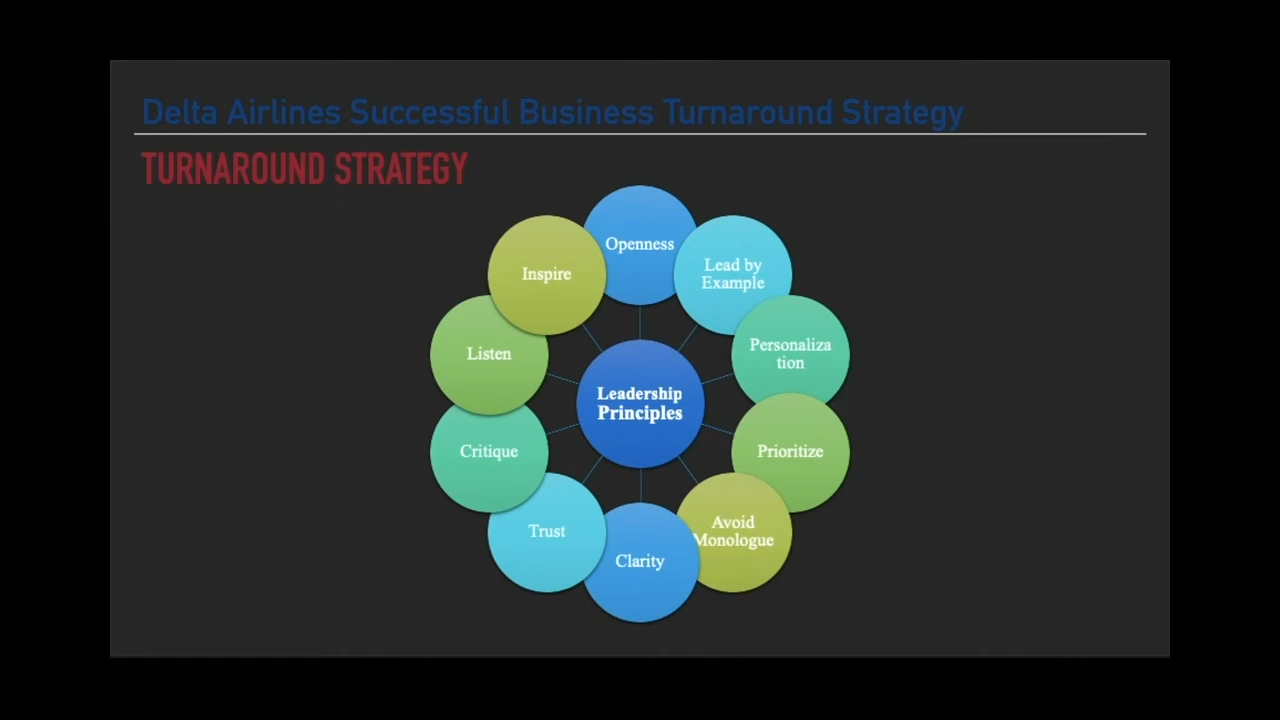 Delta Airlines Successful Business Turnaround Strategy
TURNAROUND STRATEGY
Openness
Lead by
Example
Personaliza
tion
Prioritize
Avoid
Monologue
Clarity
Trust
Critique
Listen
Inspire
Leadership
Principles